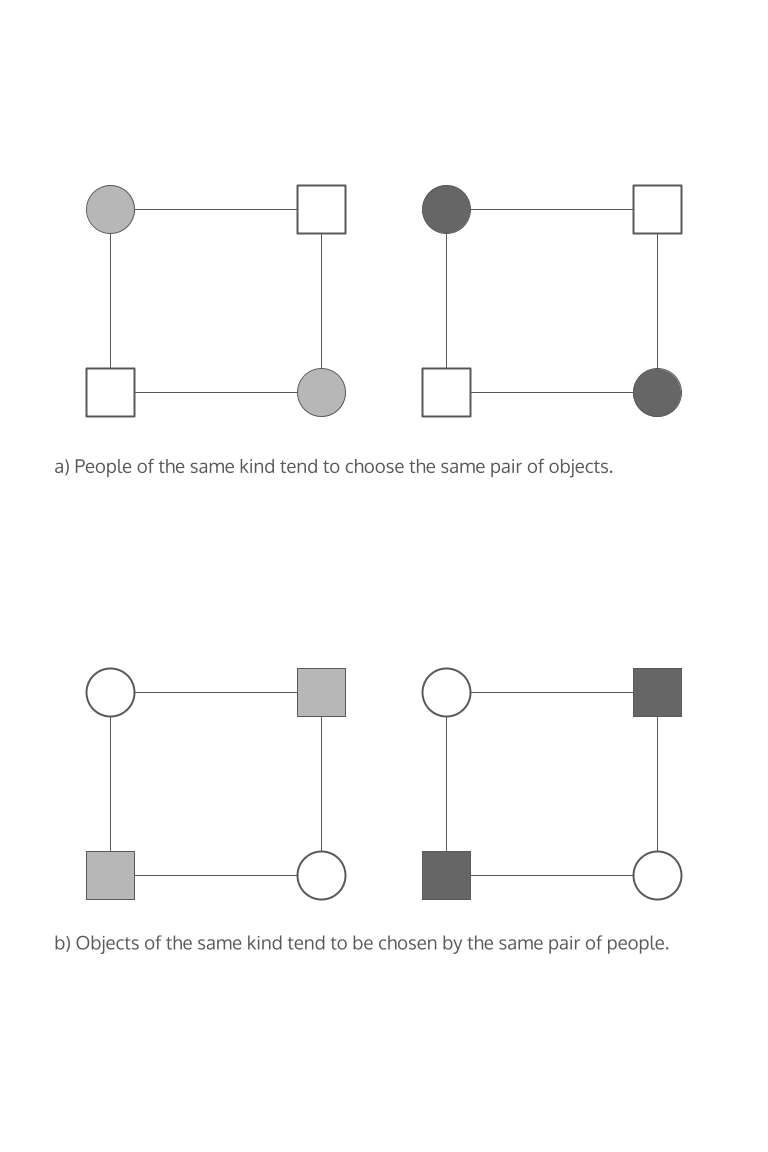 a) People of the same kind tend to choose the same pair of objects.
b) Objects of the same kind tend to be chosen by the same pair of people.